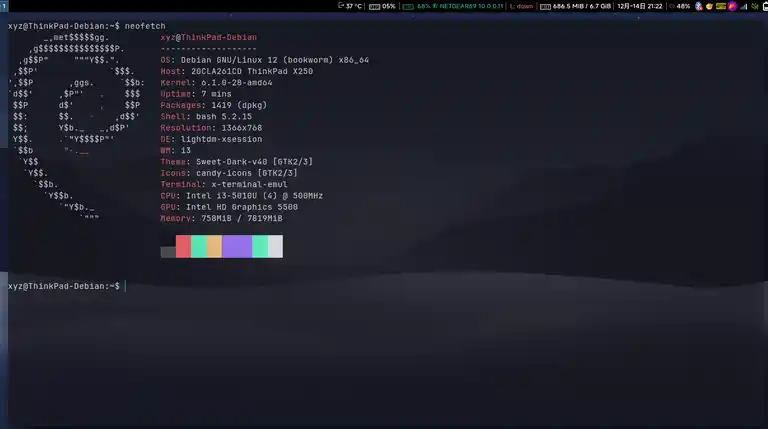 1
37 °C 05% 68% NETGEAR69 10.0.0.11 E: down 686.5 MiB / 6.7 GiB 12月-14日 21:22 48%
xyz@ThinkPad-Debian:~$ neofetch
_,met$$$$$gg. xyz@ThinkPad-Debian
,g$$$$$$$$$$$$$$$P. -------------------
,g$$P" """Y$$.". OS: Debian GNU/Linux 12 (bookworm) x86_64
,$$P' `$$$. Host: 20CLA261CD ThinkPad X250
',$$P ,ggs. `$$b: Kernel: 6.1.0-28-amd64
`d$$' ,$P"' . $$$ Uptime: 7 mins
$$P d$' , $$P Packages: 1419 (dpkg)
$$: $$. - ,d$$' Shell: bash 5.2.15
$$; Y$b._ _,d$P' Resolution: 1366x768
Y$$. `.`"Y$$$$P"' DE: lightdm-xsession
`$$b "-.__ WM: i3
`Y$$ Theme: Sweet-Dark-v40 [GTK2/3]
`Y$$. Icons: candy-icons [GTK2/3]
`$$b. Terminal: x-terminal-emul
`Y$$b. CPU: Intel i3-5010U (4) @ 500MHz
`"Y$b._ GPU: Intel HD Graphics 5500
`""" Memory: 758MiB / 7819MiB
xyz@ThinkPad-Debian:~$